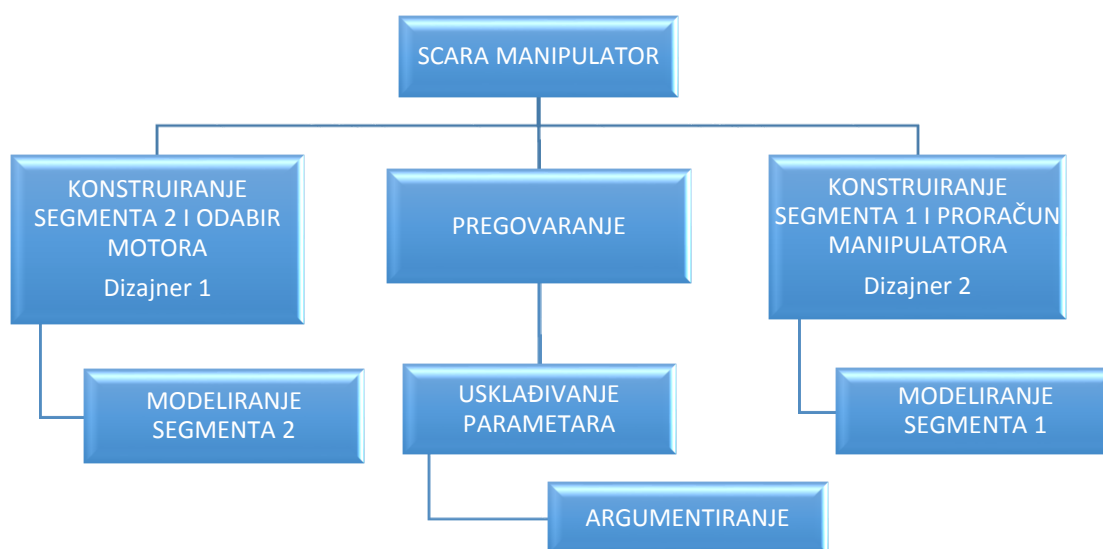 SCARA MANIPULATOR
KONSTRUIRANJE
SEGMENTA 2 I ODABIR
MOTORA
Dizajner 1
PREGOVARANJE
KONSTRUIRANJE
SEGMENTA 1 I PRORAČUN
MANIPULATORA
Dizajner 2
MODELIRANJE
SEGMENTA 2
USKLAĐIVANJE
PARAMETARA
MODELIRANJE
SEGMENTA 1
ARGUMENTIRANJE